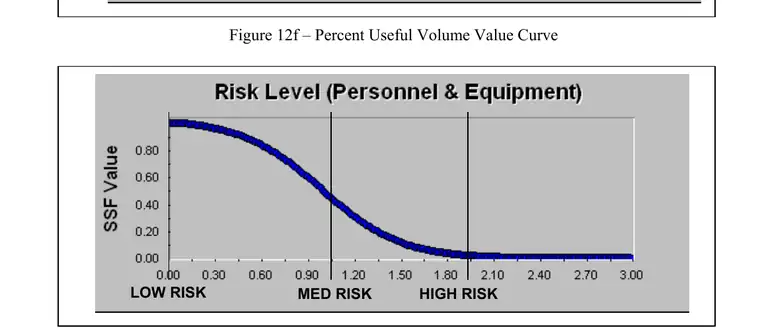 Figure 12f – Percent Useful Volume Value Curve
Risk Level (Personnel & Equipment)
SSF Value
0.80
0.60
0.40
0.20
0.00
0.00 0.30 0.60 0.90 1.20 1.50 1.80 2.10 2.40 2.70 3.00
LOW RISK MED RISK HIGH RISK